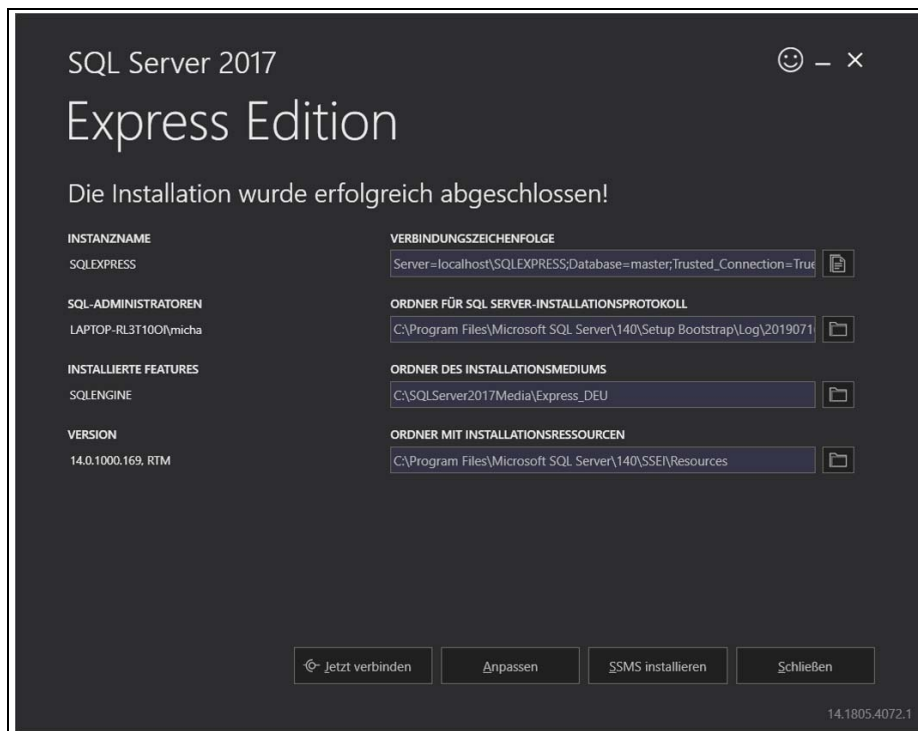 SQL Server 2017
Express Edition
Die Installation wurde erfolgreich abgeschlossen!
INSTANZNAME
SQLEXPRESS
VERBINDUNGSZEICHENFOLGE
Server=localhost\SQLEXPRESS;Database=master;Trusted_Connection=True
SQL-ADMINISTRATOREN
LAPTOP-RL3T10OI\micha
ORDNER FÜR SQL SERVER-INSTALLATIONSPROTOKOLL
C:\Program Files\Microsoft SQL Server\140\Setup Bootstrap\Log\2019071
INSTALLIERTE FEATURES
SQLENGINE
ORDNER DES INSTALLATIONSMEDIUMS
C:\SQLServer2017Media\Express_DEU
VERSION
14.0.1000.169, RTM
ORDNER MIT INSTALLATIONSRESSOURCEN
C:\Program Files\Microsoft SQL Server\140\SSEI\Resources
Jetzt verbinden
Anpassen
SSMS installieren
Schließen
14.1805.4072.1